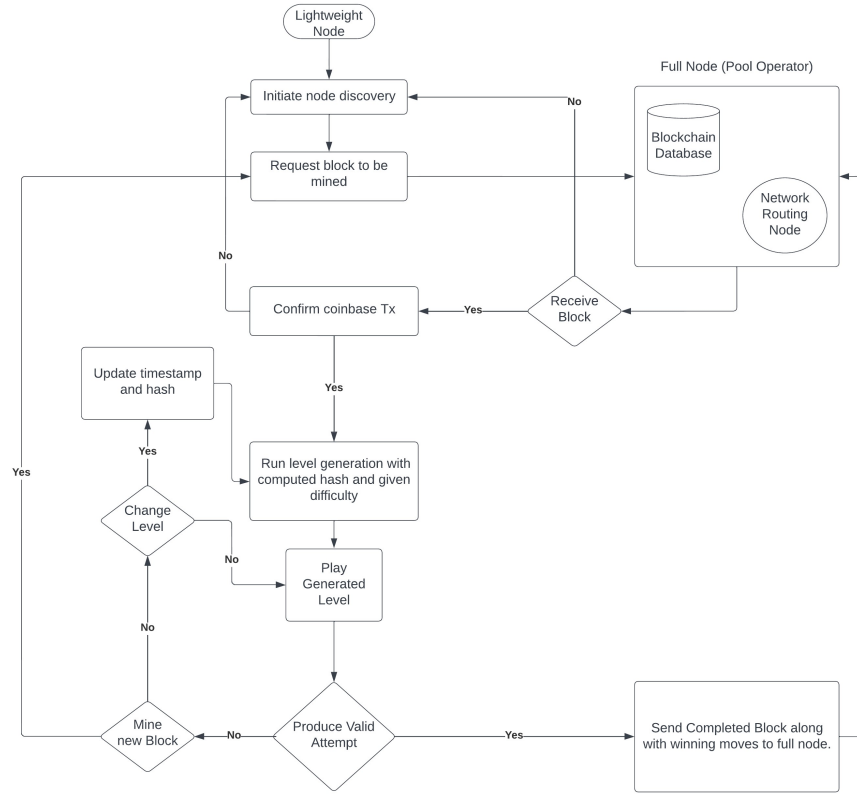 Lightweight
Node
Full Node (Pool Operator)
Initiate node discovery
No
Blockchain
Database
Request block to be
mined
Network
Routing
Node
No
Confirm coinbase Tx
Yes
Receive
Block
Update timestamp
and hash
Yes
Yes
Run level generation with
computed hash and given
difficulty
Yes
Change
Level
No
Play
Generated
Level
No
Mine
new Block
No
Produce Valid
Attempt
Yes
Send Completed Block along
with winning moves to full node.